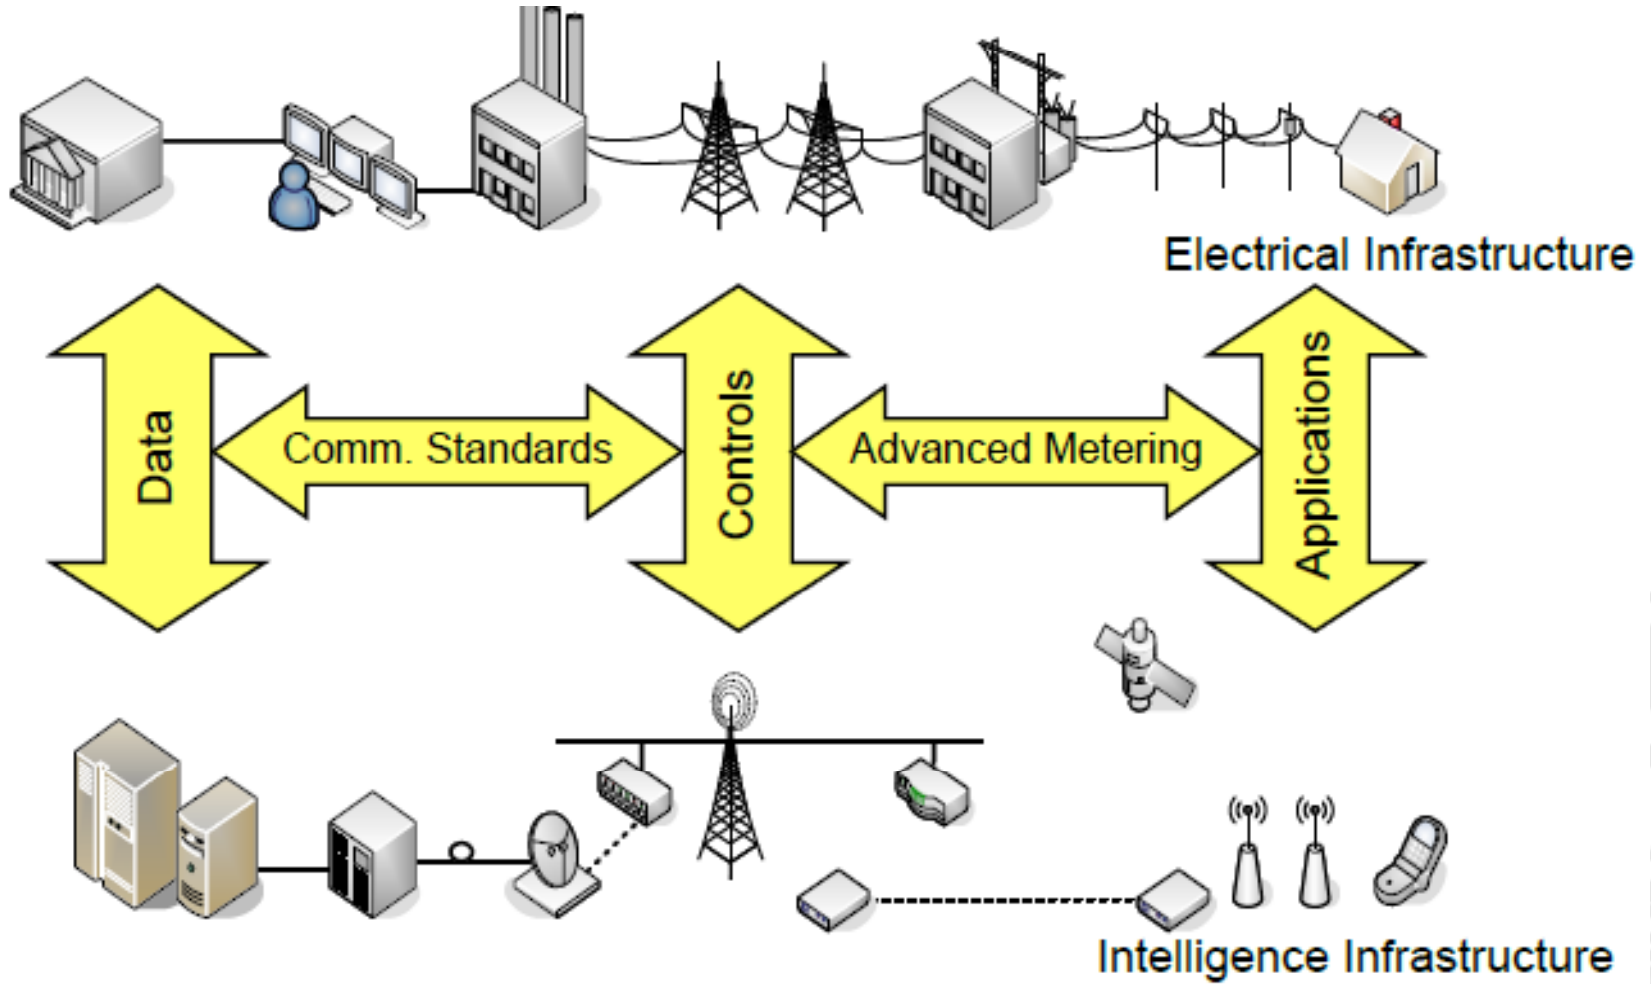 Electrical Infrastructure
Data
Comm. Standards
Controls
Advanced Metering
Applications
Intelligence Infrastructure